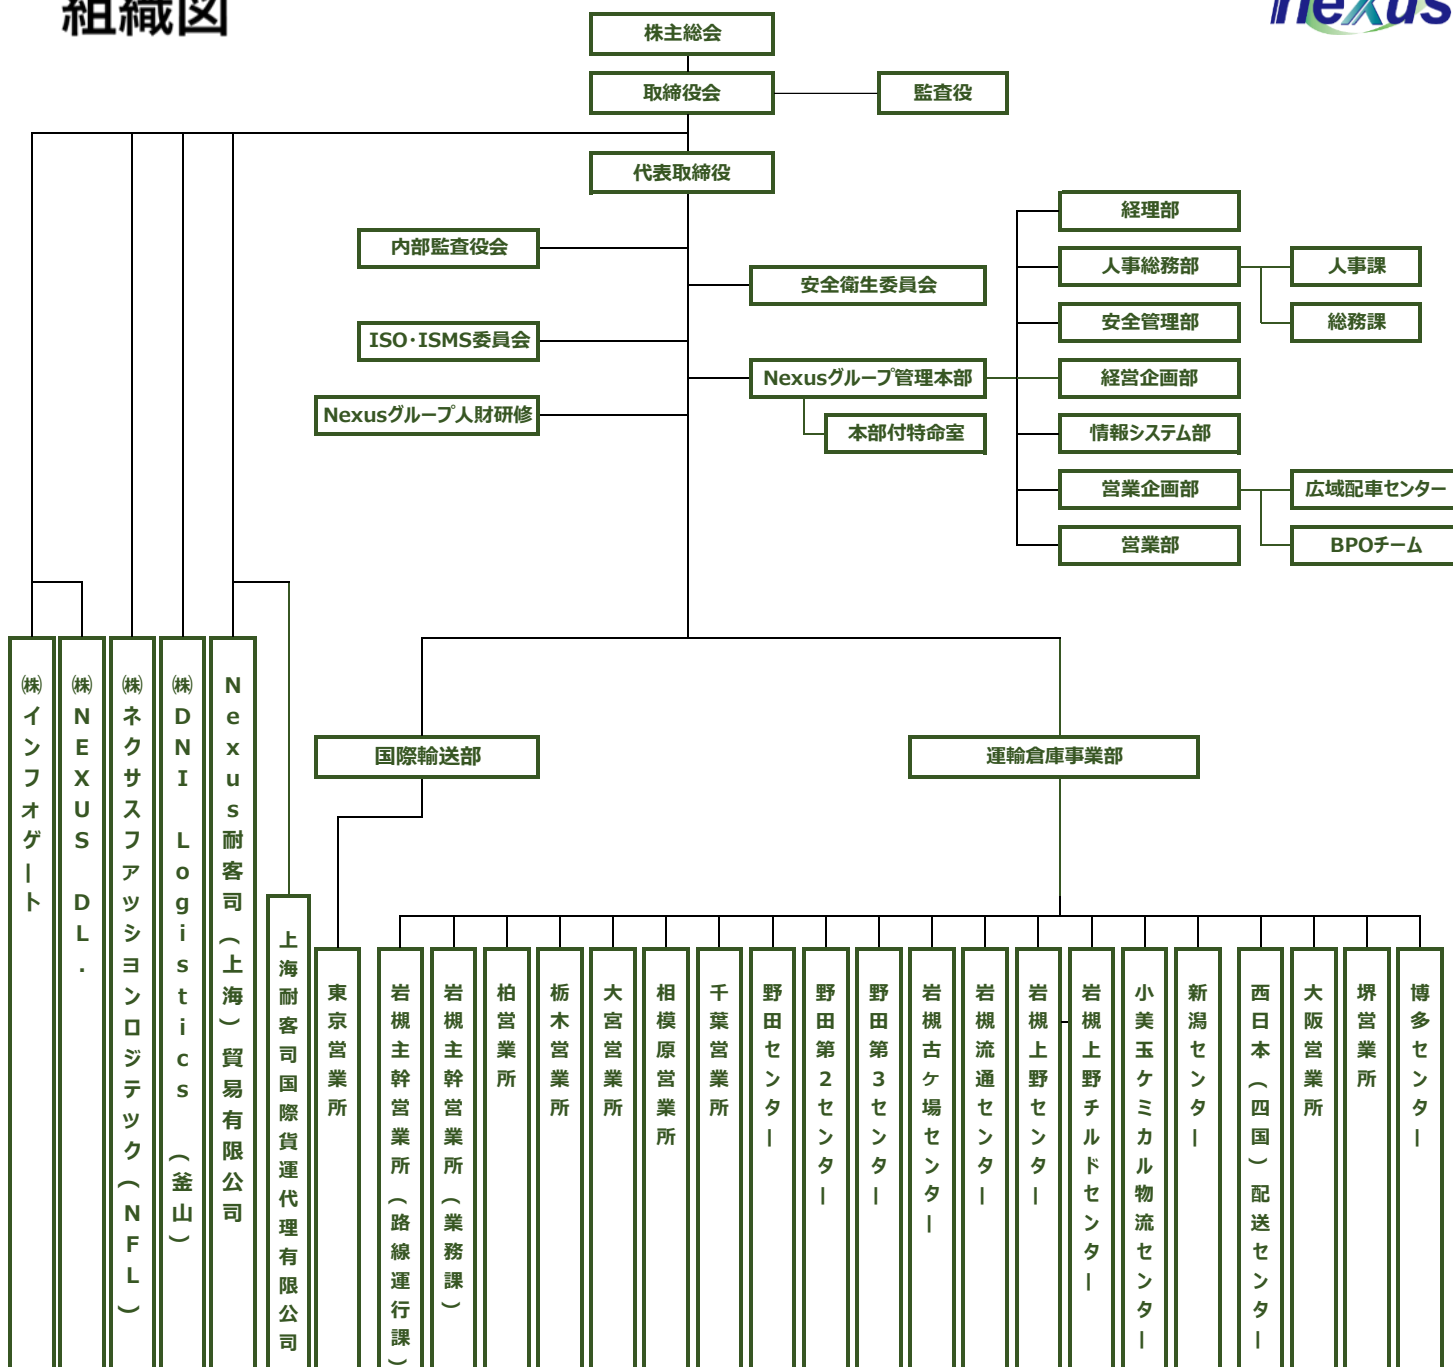 組織図
nexus
株主総会
取締役会
監査役
代表取締役
経理部
内部監査役会
人事総務部
人事課
安全衛生委員会
安全管理部
総務課
ISO・ISMS委員会
Nexusグループ管理本部
経営企画部
Nexusグループ人財研修
本部付特命室
情報システム部
営業企画部
広域配車センター
営業部
BPOチーム
国際輸送部
運輸倉庫事業部
㈱インフォゲート
㈱NEXUS DL.
㈱ネクサスファッションロジテック(NFL)
㈱DNI Logistics (釜山)
Nexus耐客司(上海)貿易有限公司
上海耐客司国際貨運代理有限公司
東京営業所
岩槻主幹営業所(路線運行課)
岩槻主幹営業所(業務課)
柏営業所
栃木営業所
大宮営業所
相模原営業所
千葉営業所
野田センター
野田第2センター
野田第3センター
岩槻古ヶ場センター
岩槻流通センター
岩槻上野センター
岩槻上野チルドセンター
小美玉ケミカル物流センター
新潟センター
西日本(四国)配送センター
大阪営業所
堺営業所
博多センター